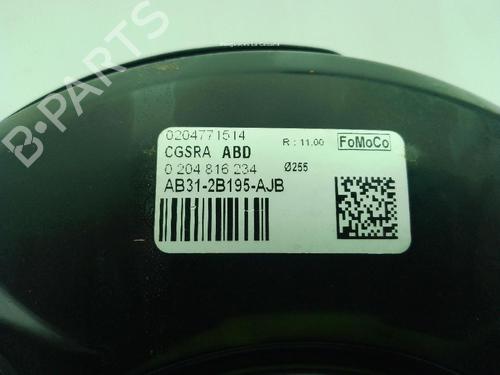 B-PARTS
0204771514
R : 11.00
FoMoCo
CGSRA ABD
0 204 816 234
Ø255
AB31-2B195-AJB